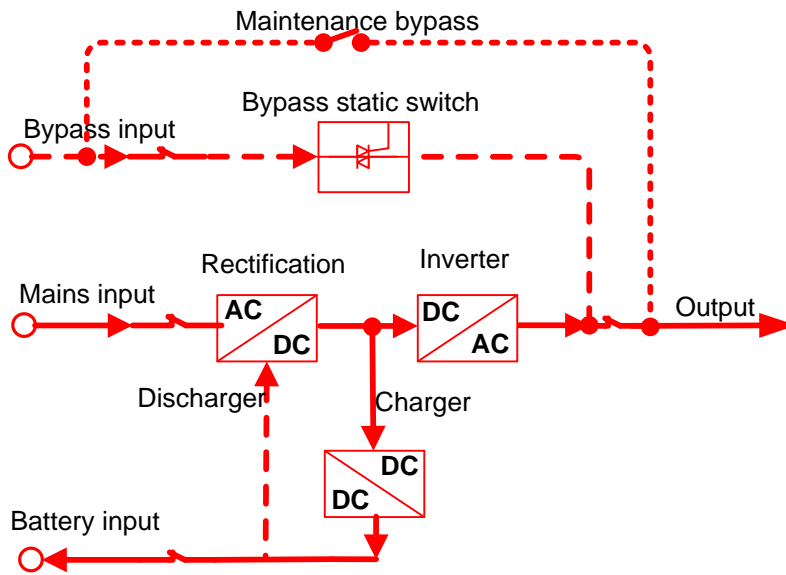 Maintenance bypass
Bypass static switch
Bypass input
Rectification
Inverter
Mains input
AC
DC
DC
AC
Output
Discharger
Charger
DC
DC
Battery input